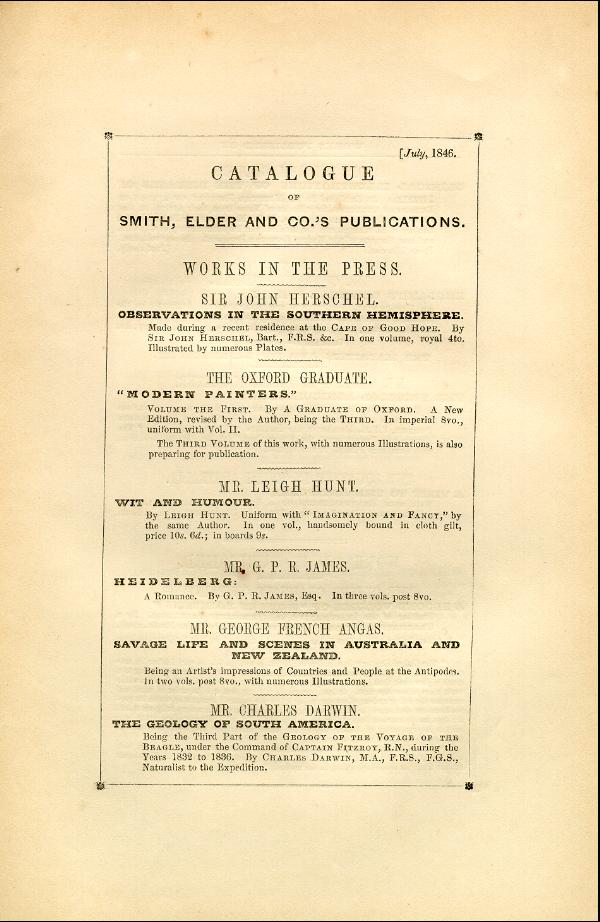 [July, 1846.
CATALOGUE
OF
SMITH, ELDER AND CO.'S PUBLICATIONS.
WORKS IN THE PRESS.
SIR JOHN HERSCHEL.
OBSERVATIONS IN THE SOUTHERN HEMISPHERE.
Made during a recent residence at the CAPE OF GOOD HOPE. By
SIR JOHN HERSCHEL, Bart., F.R.S. &c. In one volume, royal 4to.
Illustrated by numerous Plates.
THE OXFORD GRADUATE.
"MODERN PAINTERS."
VOLUME THE FIRST. By A GRADUATE OF OXFORD. A New
Edition, revised by the Author, being the THIRD. In imperial 8vo.,
uniform with Vol. II.
The THIRD VOLUME of this work, with numerous Illustrations, is also
preparing for publication.
MR. LEIGH HUNT.
WIT AND HUMOUR.
By LEIGH HUNT. Uniform with "IMAGINATION AND FANCY," by
the same Author. In one vol., handsomely bound in cloth gilt,
price 10s. 6d.; in boards 9s.
MR. G. P. R. JAMES.
HEIDELBERG:
A Romance. By G. P. R. JAMES, Esq. In three vols. post 8vo.
MR. GEORGE FRENCH ANGAS.
SAVAGE LIFE AND SCENES IN AUSTRALIA AND
NEW ZEALAND.
Being an Artist's impressions of Countries and People at the Antipodes.
In two vols. post 8vo., with numerous Illustrations.
MR. CHARLES DARWIN.
THE GEOLOGY OF SOUTH AMERICA.
Being the Third Part of the GEOLOGY OF THE VOYAGE OF THE
BEAGLE, under the Command of CAPTAIN FITZROY, R.N., during the
Years 1832 to 1836. By CHARLES DARWIN, M.A., F.R.S., F.G.S.,
Naturalist to the Expedition.